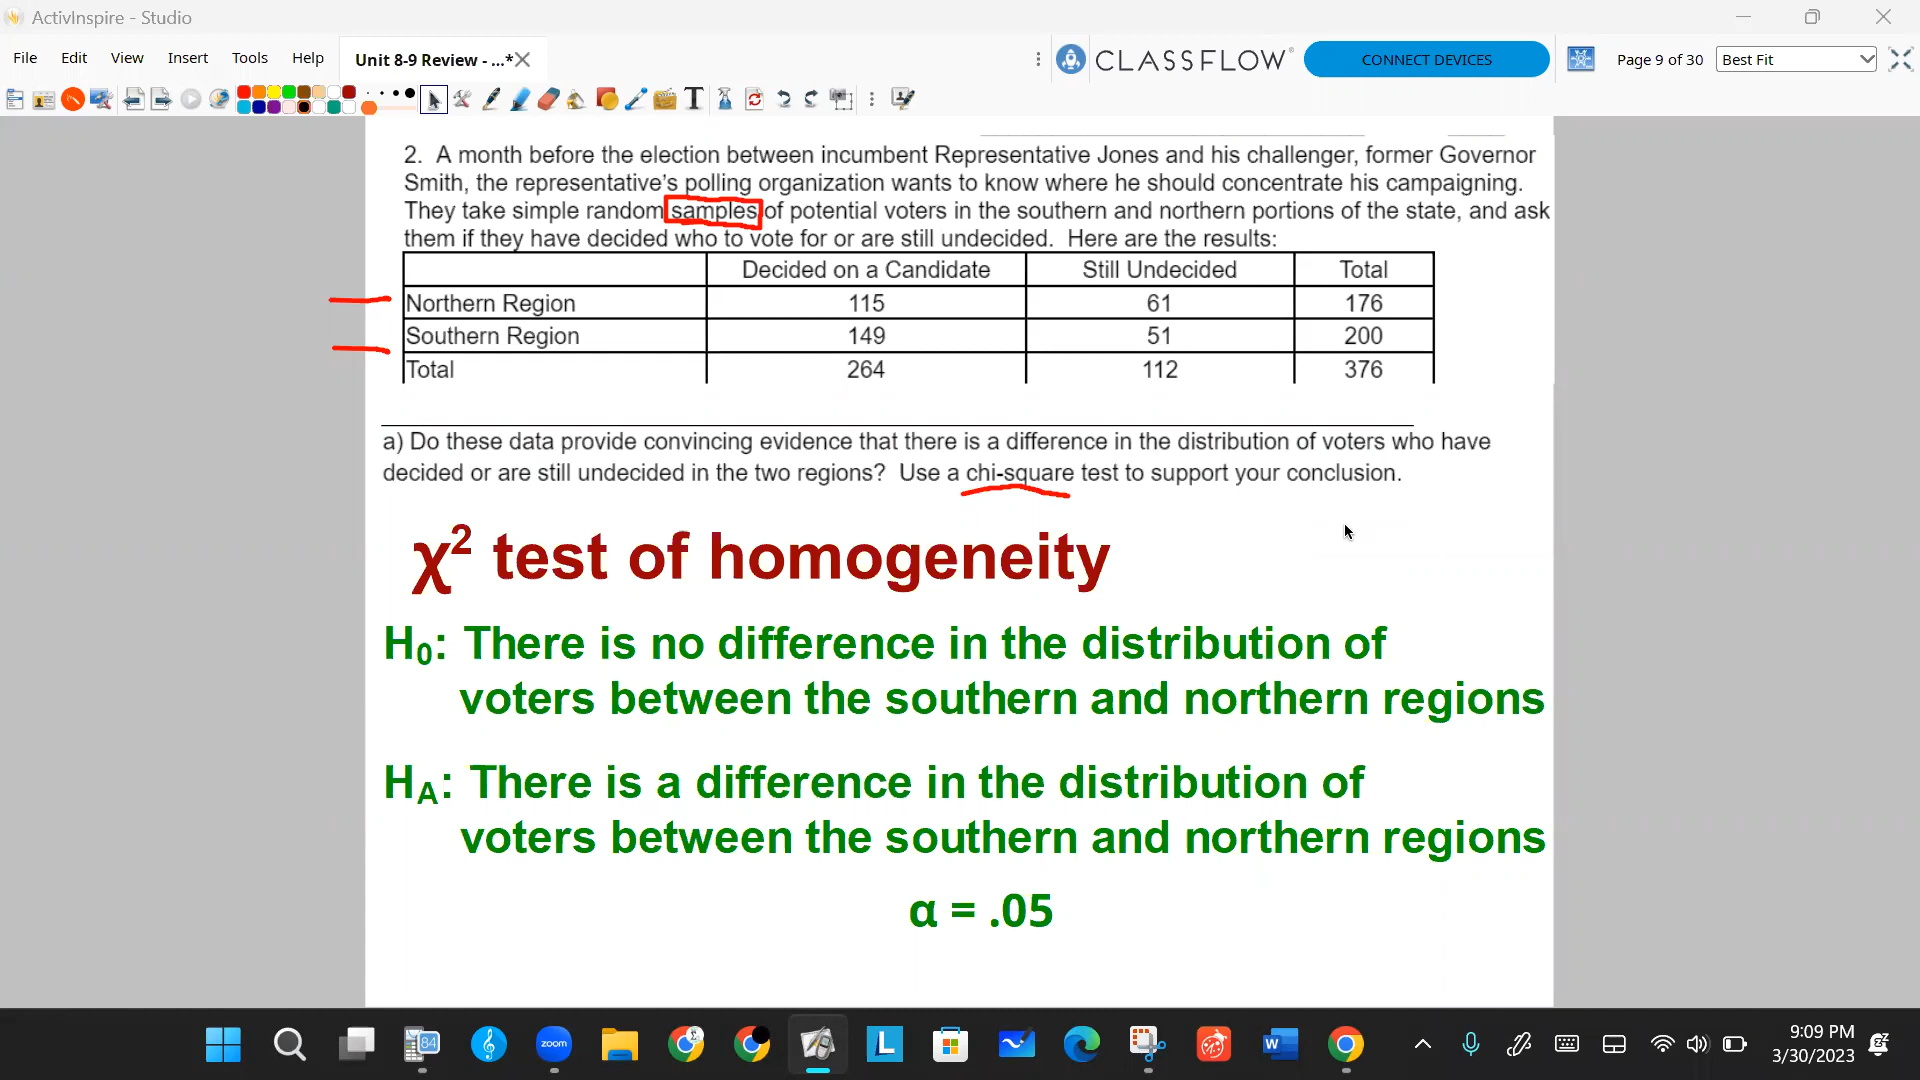 ActivInspire - Studio
File Edit View Insert Tools Help Unit 8-9 Review - ...* CLASSFLOW CONNECT DEVICES Page 9 of 30 Best Fit
2. A month before the election between incumbent Representative Jones and his challenger, former Governor
Smith, the representative's polling organization wants to know where he should concentrate his campaigning.
They take simple random samples of potential voters in the southern and northern portions of the state, and ask
them if they have decided who to vote for or are still undecided. Here are the results:
Decided on a Candidate Still Undecided Total
Northern Region 115 61 176
Southern Region 149 51 200
Total 264 112 376
a) Do these data provide convincing evidence that there is a difference in the distribution of voters who have
decided or are still undecided in the two regions? Use a chi-square test to support your conclusion.
χ² test of homogeneity
H₀: There is no difference in the distribution of
voters between the southern and northern regions
Hₐ: There is a difference in the distribution of
voters between the southern and northern regions
α = .05
84 zoom L W 9:09 PM
3/30/2023